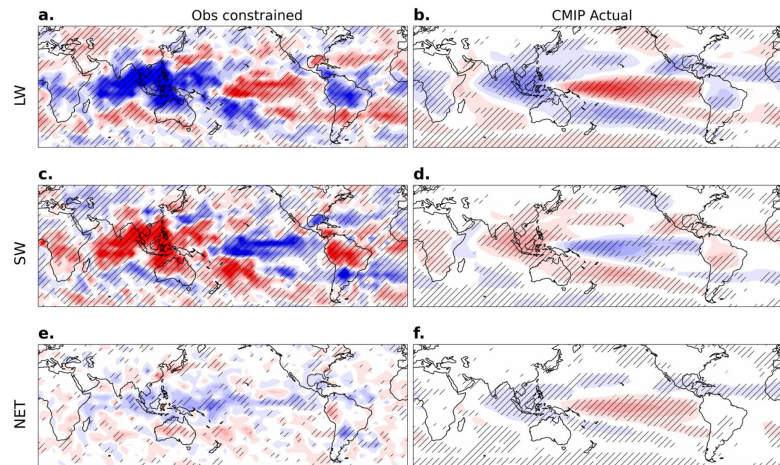 Obs constrained
CMIP Actual
a.
b.
LW
c.
d.
SW
e.
f.
NET